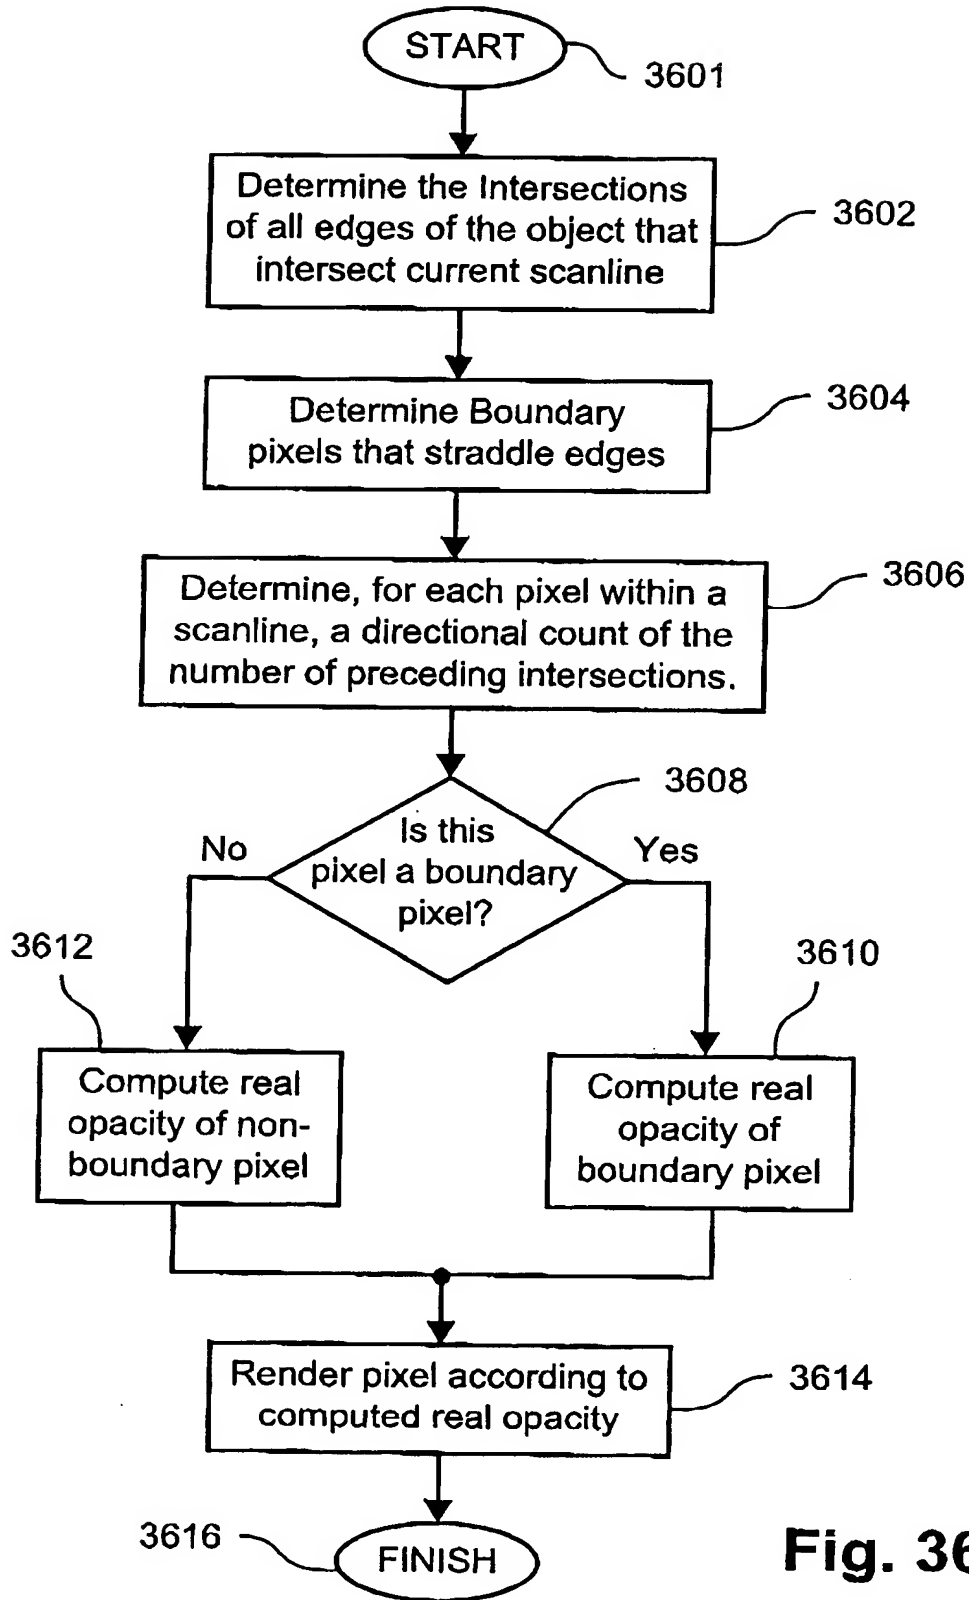 START
3601
Determine the Intersections
of all edges of the object that
intersect current scanline
3602
Determine Boundary
pixels that straddle edges
3604
Determine, for each pixel within a
scanline, a directional count of the
number of preceding intersections.
3606
Is this
pixel a boundary
pixel?
3608
No
Yes
3612
3610
Compute real
opacity of non-
boundary pixel
Compute real
opacity of
boundary pixel
Render pixel according to
computed real opacity
3614
3616
FINISH
Fig. 36